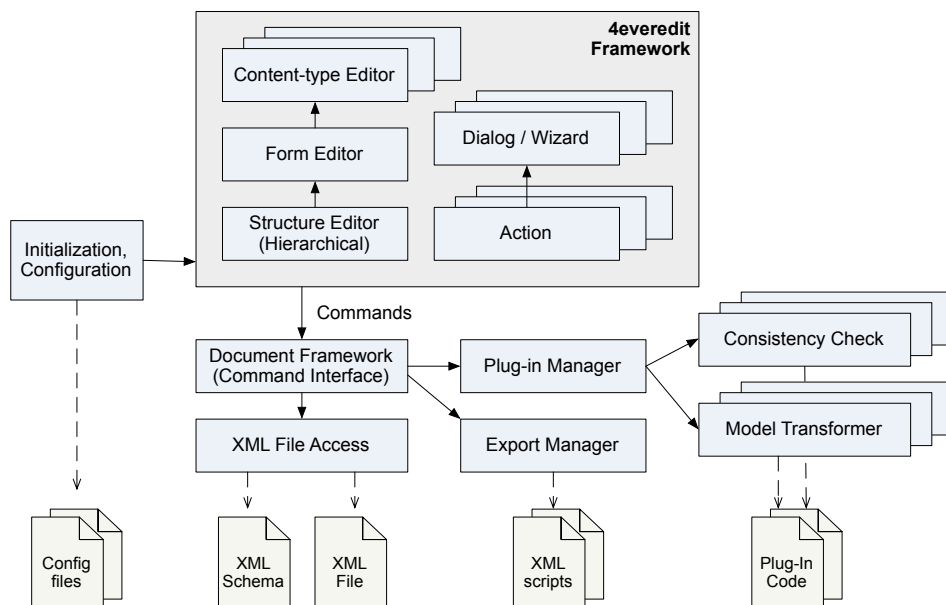 4everedit
Framework
Content-type Editor
Form Editor
Dialog / Wizard
Structure Editor
(Hierarchical)
Action
Initialization,
Configuration
Commands
Document Framework
(Command Interface)
Plug-in Manager
Consistency Check
XML File Access
Export Manager
Model Transformer
Config
files
XML
Schema
XML
File
XML
scripts
Plug-In
Code